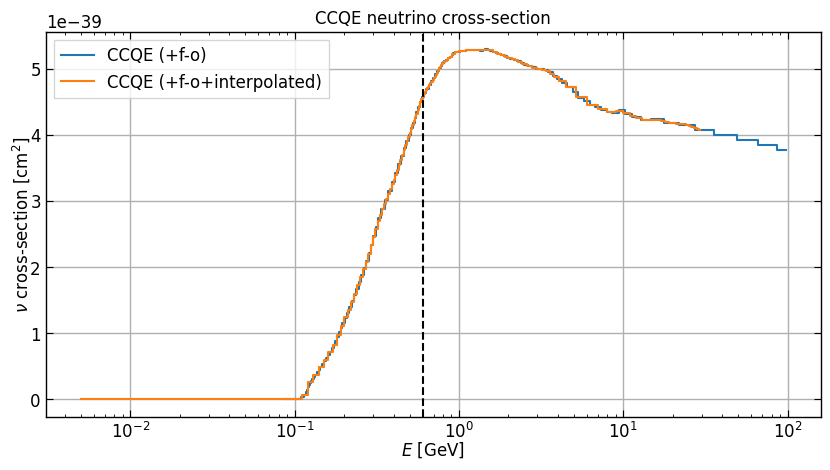 CCQE neutrino cross-section
1e−39
CCQE (+f-o)
CCQE (+f-o+interpolated)
5
4
3
2
1
0
ν cross-section [cm²]
10⁻² 10⁻¹ 10⁰ 10¹ 10²
E [GeV]